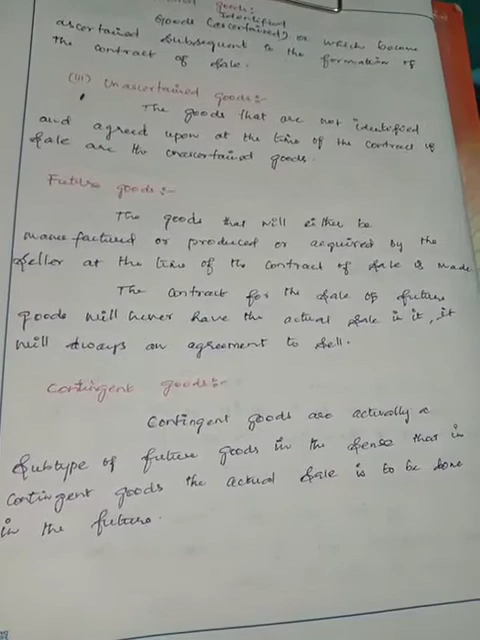 goods:
Identified
Goods (ascertained) or which become
ascertained subsequent to the formation of
the contract of sale.
(iii) Unascertained goods:-
The goods that are not identified
and agreed upon at the time of the contract of
sale are the unascertained goods.
Future goods:-
The goods that will either be
manufactured or produced or acquired by the
seller at the time of the contract of sale is made
The contract for the sale of future
goods will never have the actual sale in it, it
will always an agreement to sell.
Contingent goods:-
Contingent goods are actually a
subtype of future goods in the sense that in
contingent goods the actual sale is to be done
in the future.